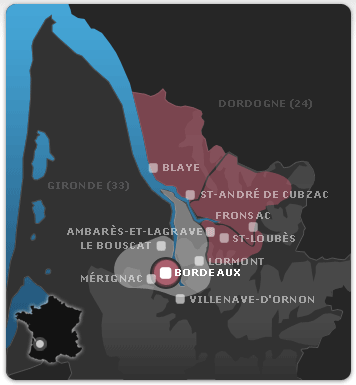 DORDOGNE (24)
BLAYE
GIRONDE (33)
ST-ANDRÉ DE CUBZAC
FRONSAC
AMBARÈS-ET-LAGRAVE
ST-LOUBÈS
LE BOUSCAT
LORMONT
BORDEAUX
MÉRIGNAC
VILLENAVE-D'ORNON